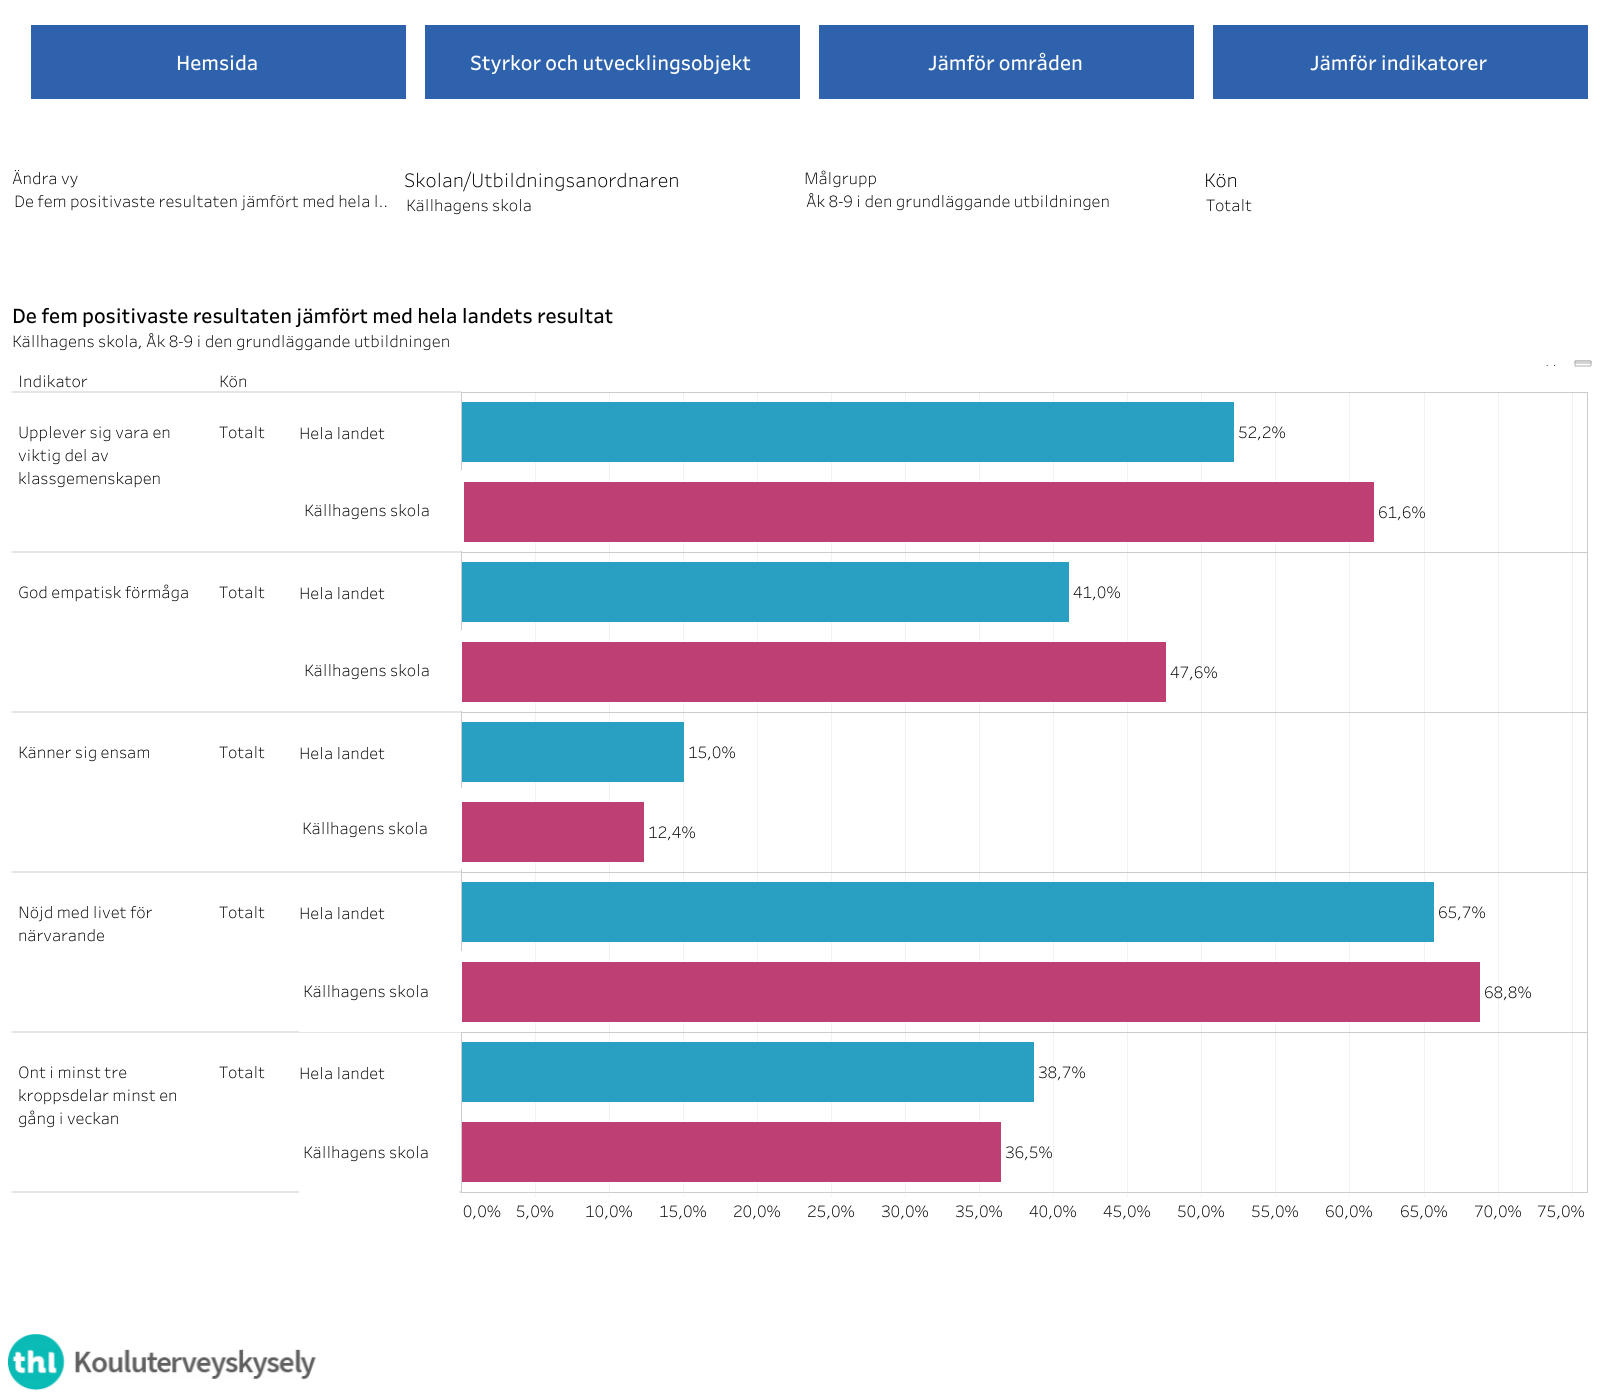 Hemsida
Styrkor och utvecklingsobjekt
Jämför områden
Jämför indikatorer
Ändra vy
De fem positivaste resultaten jämfört med hela l..
Skolan/Utbildningsanordnaren
Källhagens skola
Målgrupp
Åk 8-9 i den grundläggande utbildningen
Kön
Totalt
De fem positivaste resultaten jämfört med hela landets resultat
Källhagens skola, Åk 8-9 i den grundläggande utbildningen
Indikator
Kön
Upplever sig vara en
viktig del av
klassgemenskapen
Totalt
Hela landet
52,2%
Källhagens skola
61,6%
God empatisk förmåga
Totalt
Hela landet
41,0%
Källhagens skola
47,6%
Känner sig ensam
Totalt
Hela landet
15,0%
Källhagens skola
12,4%
Nöjd med livet för
närvarande
Totalt
Hela landet
65,7%
Källhagens skola
68,8%
Ont i minst tre
kroppsdelar minst en
gång i veckan
Totalt
Hela landet
38,7%
Källhagens skola
36,5%
0,0% 5,0% 10,0% 15,0% 20,0% 25,0% 30,0% 35,0% 40,0% 45,0% 50,0% 55,0% 60,0% 65,0% 70,0% 75,0%
thl Kouluterveyskysely